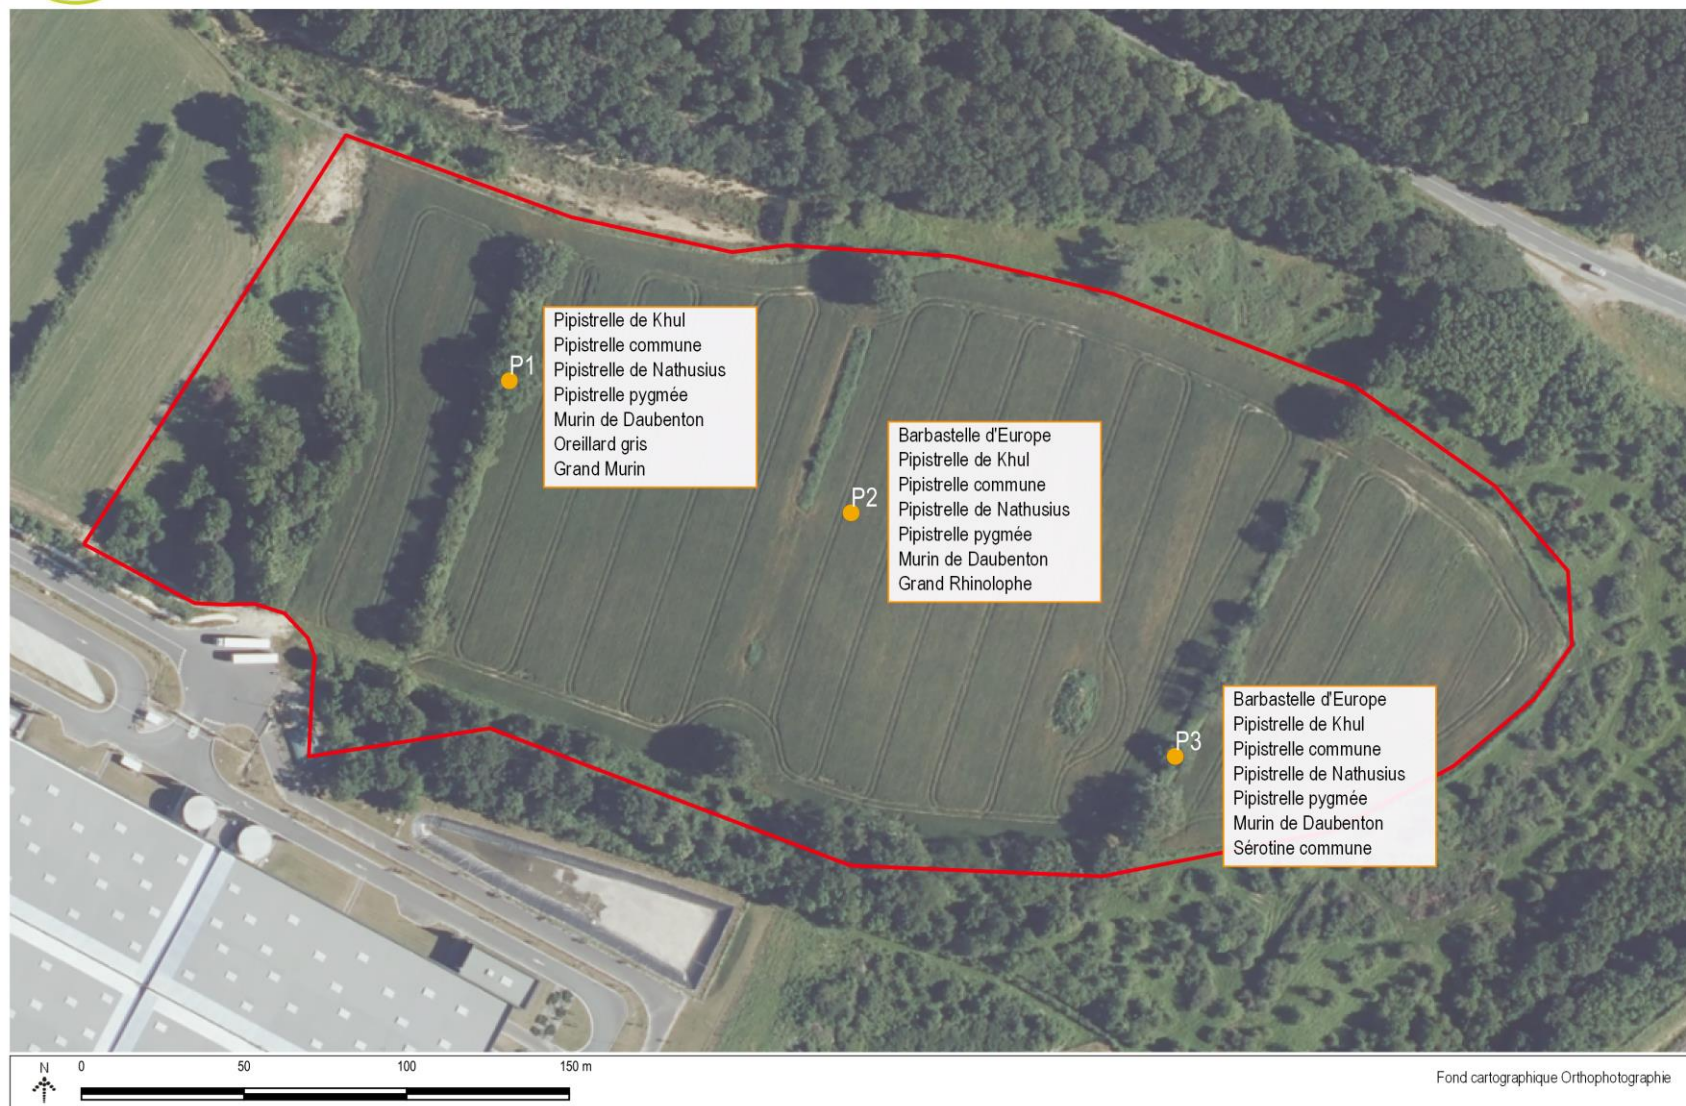 P1
Pipistrelle de Khul
Pipistrelle commune
Pipistrelle de Nathusius
Pipistrelle pygmée
Murin de Daubenton
Oreillard gris
Grand Murin
P2
Barbastelle d'Europe
Pipistrelle de Khul
Pipistrelle commune
Pipistrelle de Nathusius
Pipistrelle pygmée
Murin de Daubenton
Grand Rhinolophe
P3
Barbastelle d'Europe
Pipistrelle de Khul
Pipistrelle commune
Pipistrelle de Nathusius
Pipistrelle pygmée
Murin de Daubenton
Sérotine commune
N 0 50 100 150 m
Fond cartographique Orthophotographie